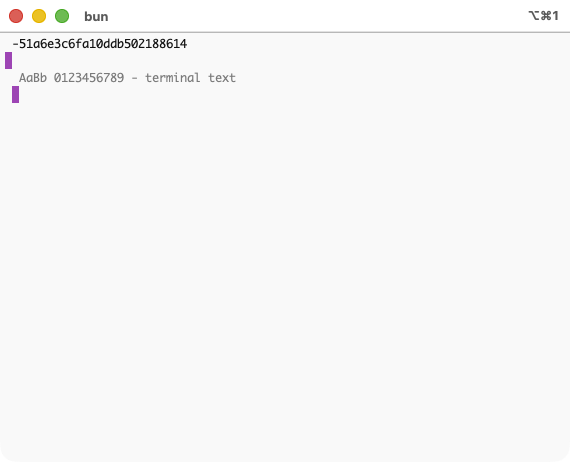 bun
⌥⌘1
-51a6e3c6fa10ddb502188614
AaBb 0123456789 - terminal text